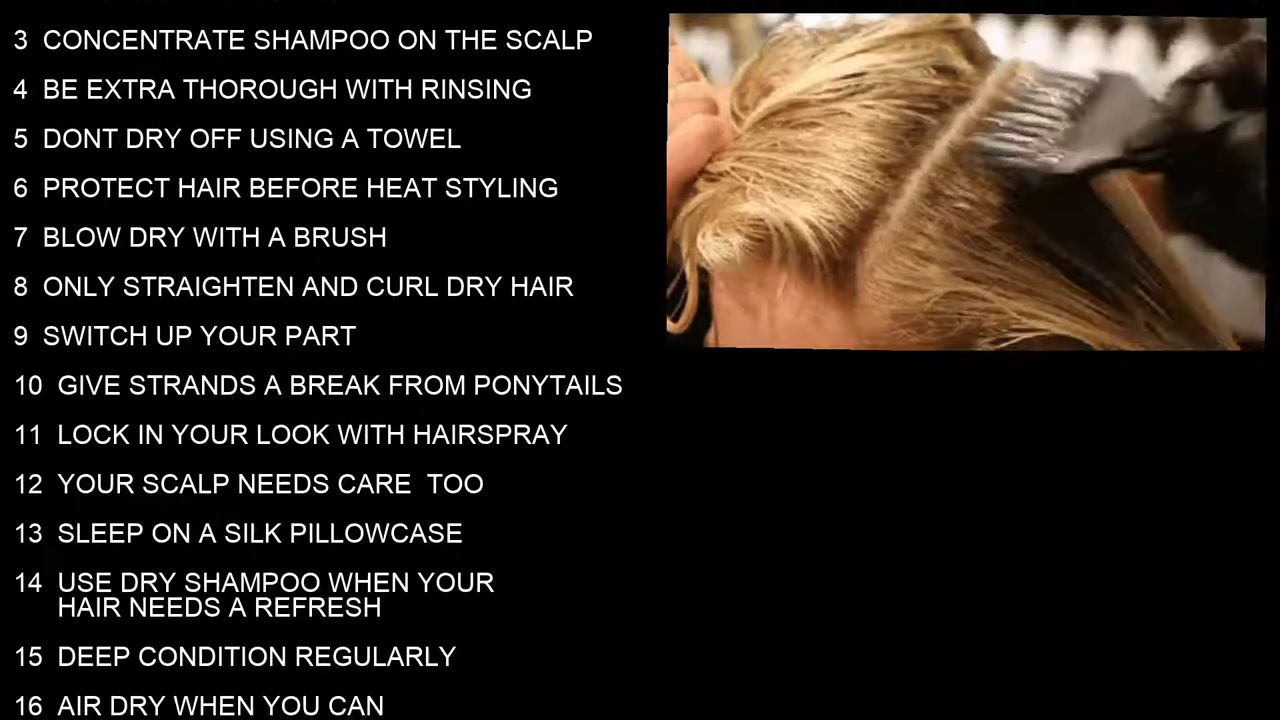 3 CONCENTRATE SHAMPOO ON THE SCALP
4 BE EXTRA THOROUGH WITH RINSING
5 DONT DRY OFF USING A TOWEL
6 PROTECT HAIR BEFORE HEAT STYLING
7 BLOW DRY WITH A BRUSH
8 ONLY STRAIGHTEN AND CURL DRY HAIR
9 SWITCH UP YOUR PART
10 GIVE STRANDS A BREAK FROM PONYTAILS
11 LOCK IN YOUR LOOK WITH HAIRSPRAY
12 YOUR SCALP NEEDS CARE  TOO
13 SLEEP ON A SILK PILLOWCASE
14 USE DRY SHAMPOO WHEN YOUR
HAIR NEEDS A REFRESH
15 DEEP CONDITION REGULARLY
16 AIR DRY WHEN YOU CAN